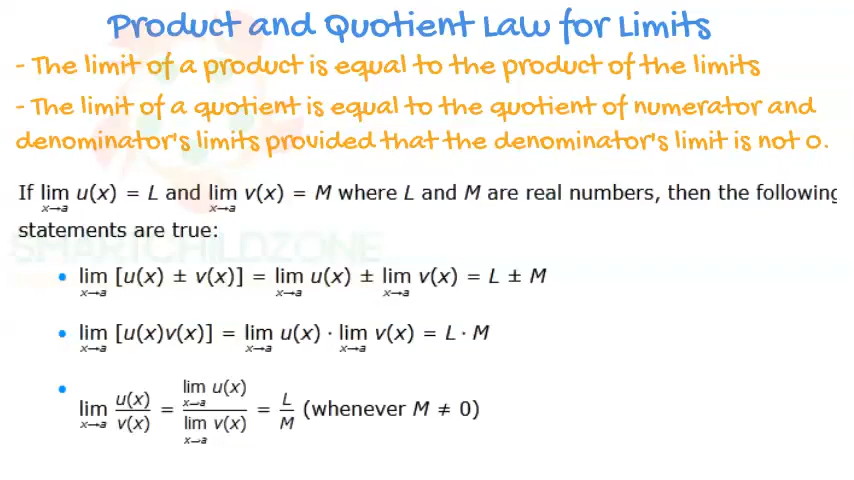 Product and Quotient Law for Limits
- The limit of a product is equal to the product of the limits
- The limit of a quotient is equal to the quotient of numerator and
denominator's limits provided that the denominator's limit is not 0.
If lim x→a u(x) = L and lim x→a v(x) = M where L and M are real numbers, then the following
statements are true:
SMARTCHILDZONE
• lim x→a [u(x) ± v(x)] = lim x→a u(x) ± lim x→a v(x) = L ± M
• lim x→a [u(x)v(x)] = lim x→a u(x) · lim x→a v(x) = L · M
• lim x→a u(x)/v(x) = lim x→a u(x) / lim x→a v(x) = L/M (whenever M ≠ 0)